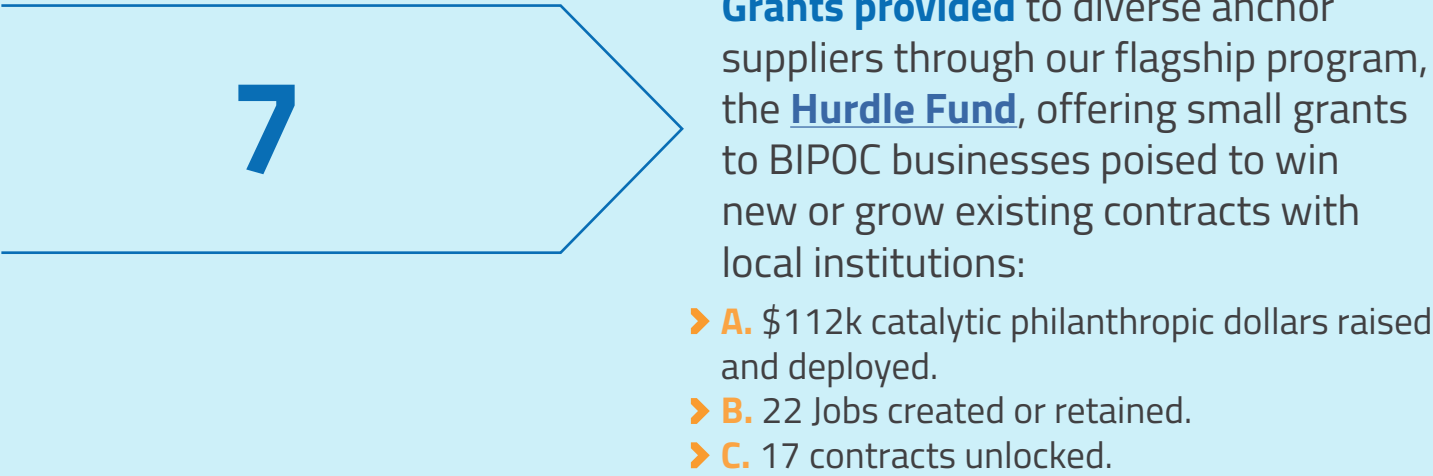 7
Grants provided to diverse anchor
suppliers through our flagship program,
the Hurdle Fund, offering small grants
to BIPOC businesses poised to win
new or grow existing contracts with
local institutions:
A. $112k catalytic philanthropic dollars raised
and deployed.
B. 22 Jobs created or retained.
C. 17 contracts unlocked.